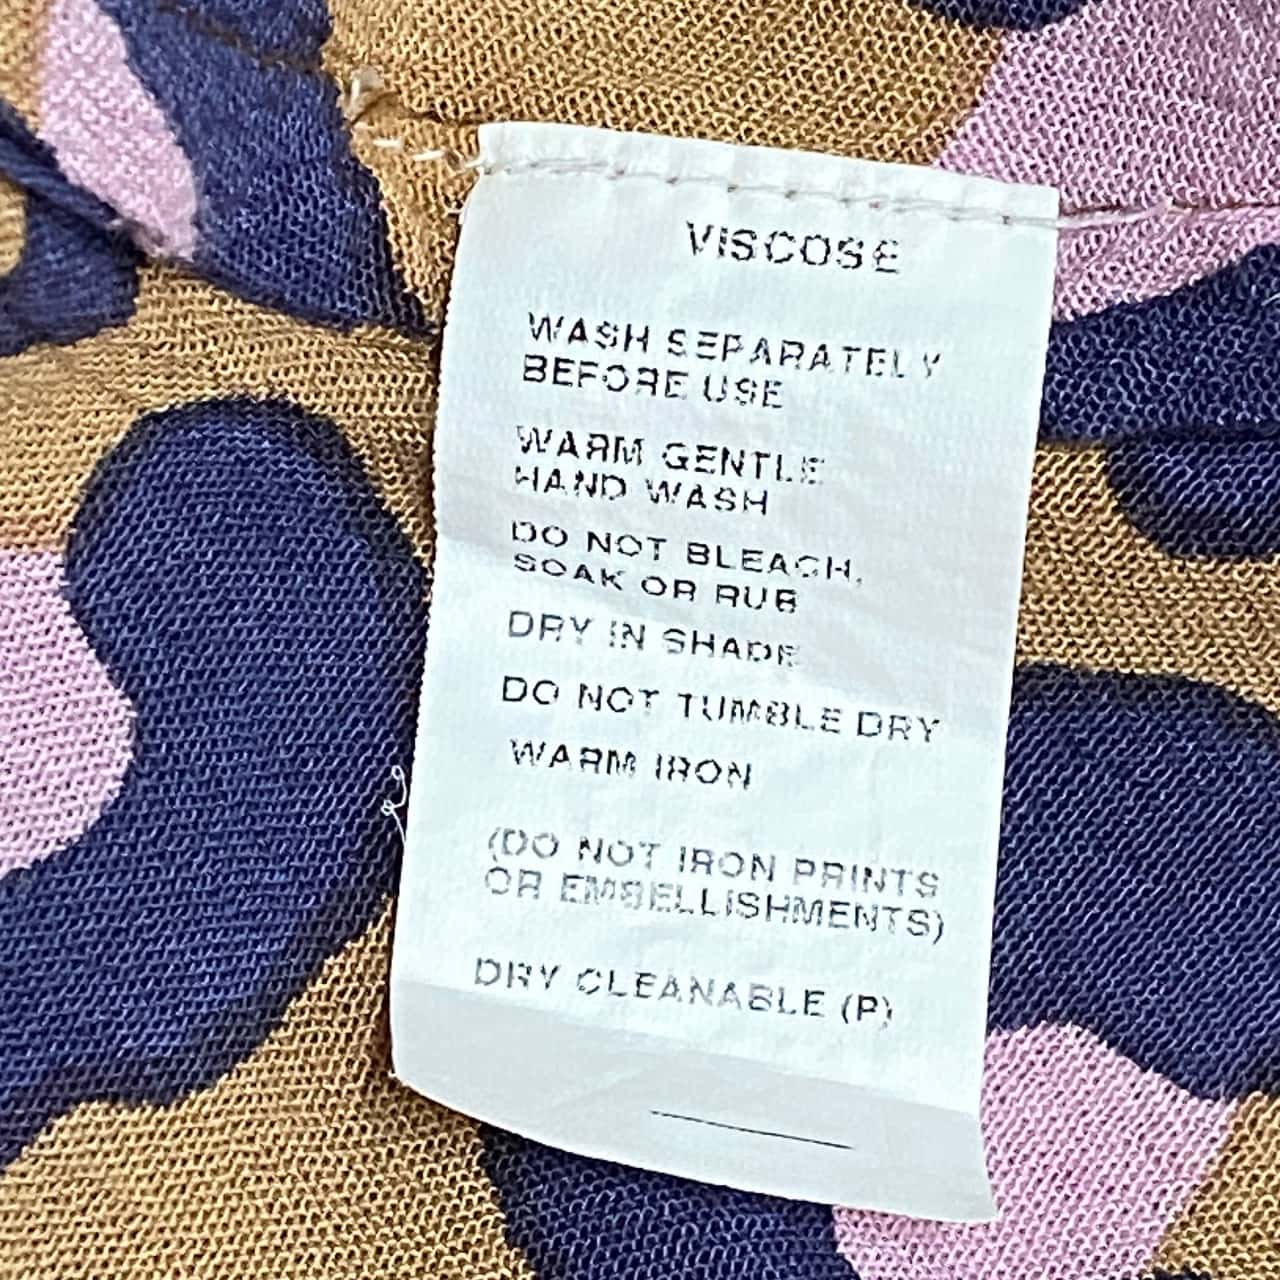 VISCOSE
WASH SEPARATELY
BEFORE USE
WARM GENTLE
HAND WASH
DO NOT BLEACH,
SOAK OR RUB
DRY IN SHADE
DO NOT TUMBLE DRY
WARM IRON
(DO NOT IRON PRINTS
OR EMBELLISHMENTS)
DRY CLEANABLE (P)